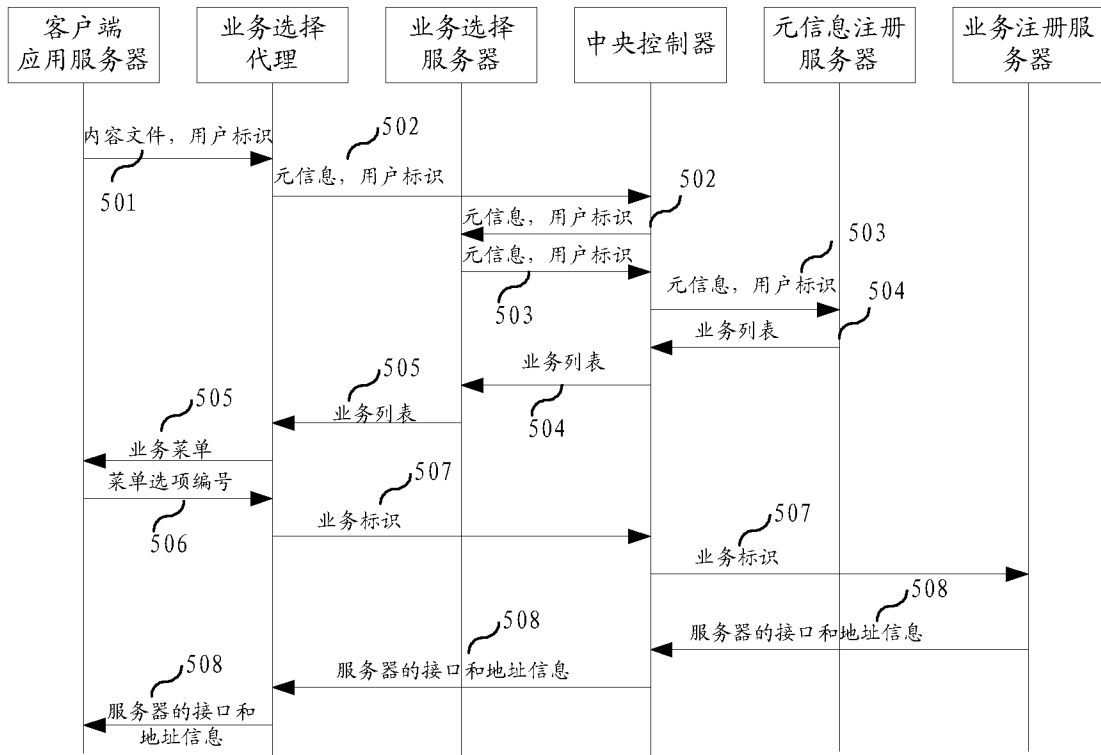 客户端
应用服务器
业务选择
代理
业务选择
服务器
中央控制器
元信息注册
服务器
业务注册服
务器
内容文件，用户标识
501
502
元信息，用户标识
502
元信息，用户标识
元信息，用户标识
503
503
元信息，用户标识
504
业务列表
业务列表
504
505
业务列表
505
业务菜单
菜单选项编号
506
507
业务标识
507
业务标识
508
服务器的接口和地址信息
508
服务器的接口和地址信息
508
服务器的接口和
地址信息